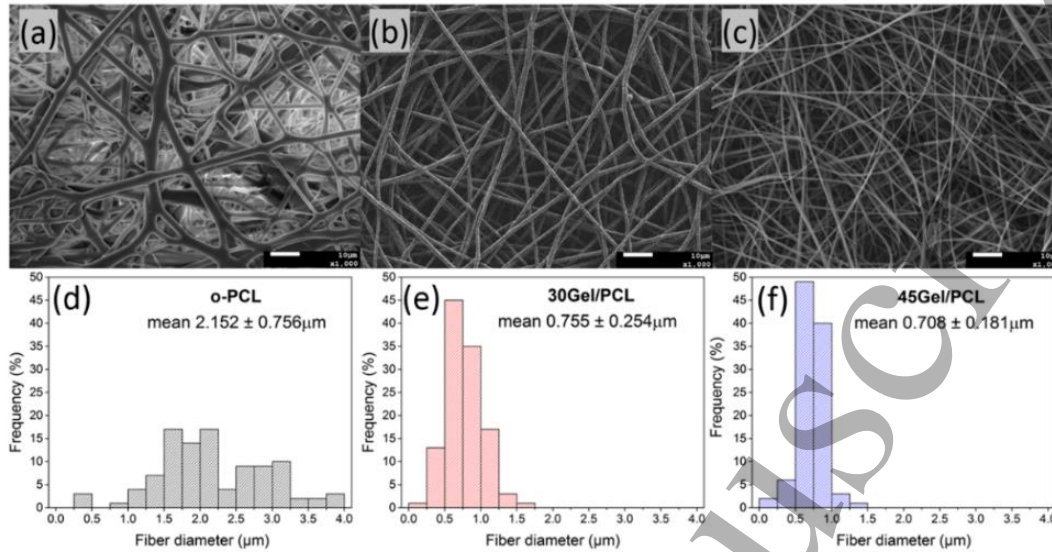 (a)
(b)
(c)
10µm
x1,000
10µm
x1,000
10µm
x1,000
(d)
o-PCL
mean 2.152 ± 0.756µm
Frequency (%)
50
45
40
35
30
25
20
15
10
5
0
0.0 0.5 1.0 1.5 2.0 2.5 3.0 3.5 4.0
Fiber diameter (µm)
(e)
30Gel/PCL
mean 0.755 ± 0.254µm
Frequency (%)
50
45
40
35
30
25
20
15
10
5
0
0.0 0.5 1.0 1.5 2.0 2.5 3.0 3.5 4.0
Fiber diameter (µm)
(f)
45Gel/PCL
mean 0.708 ± 0.181µm
Frequency (%)
50
45
40
35
30
25
20
15
10
5
0
0.0 0.5 1.0 1.5 2.0 2.5 3.0 3.5 4.0
Fiber diameter (µm)